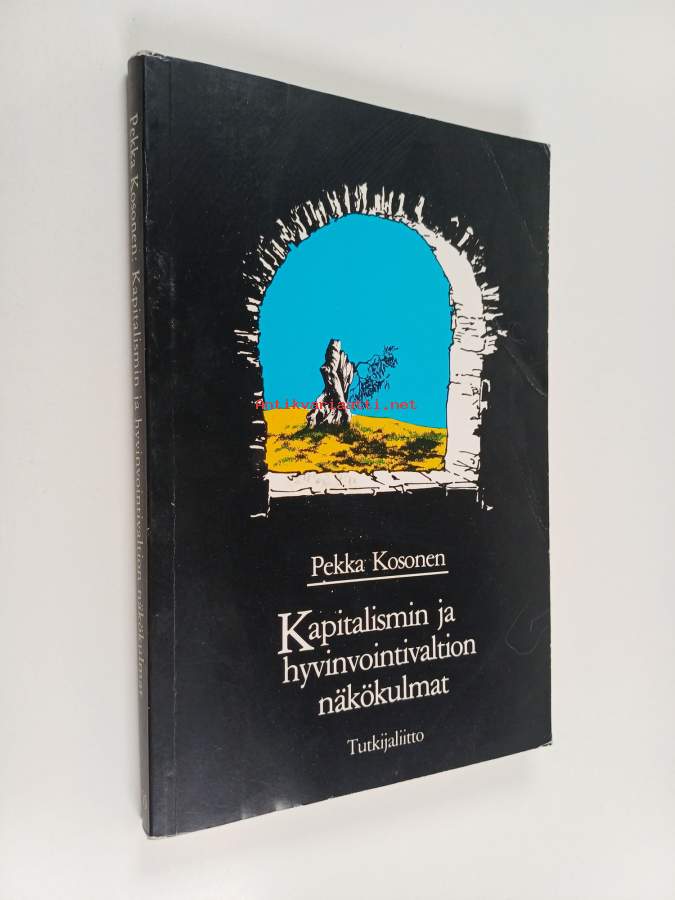 Pekka Kosonen: Kapitalismin ja hyvinvointivaltion näkökulmat
Antikvariaatti.net
Pekka Kosonen
Kapitalismin ja
hyvinvointivaltion
näkökulmat
Tutkijaliitto